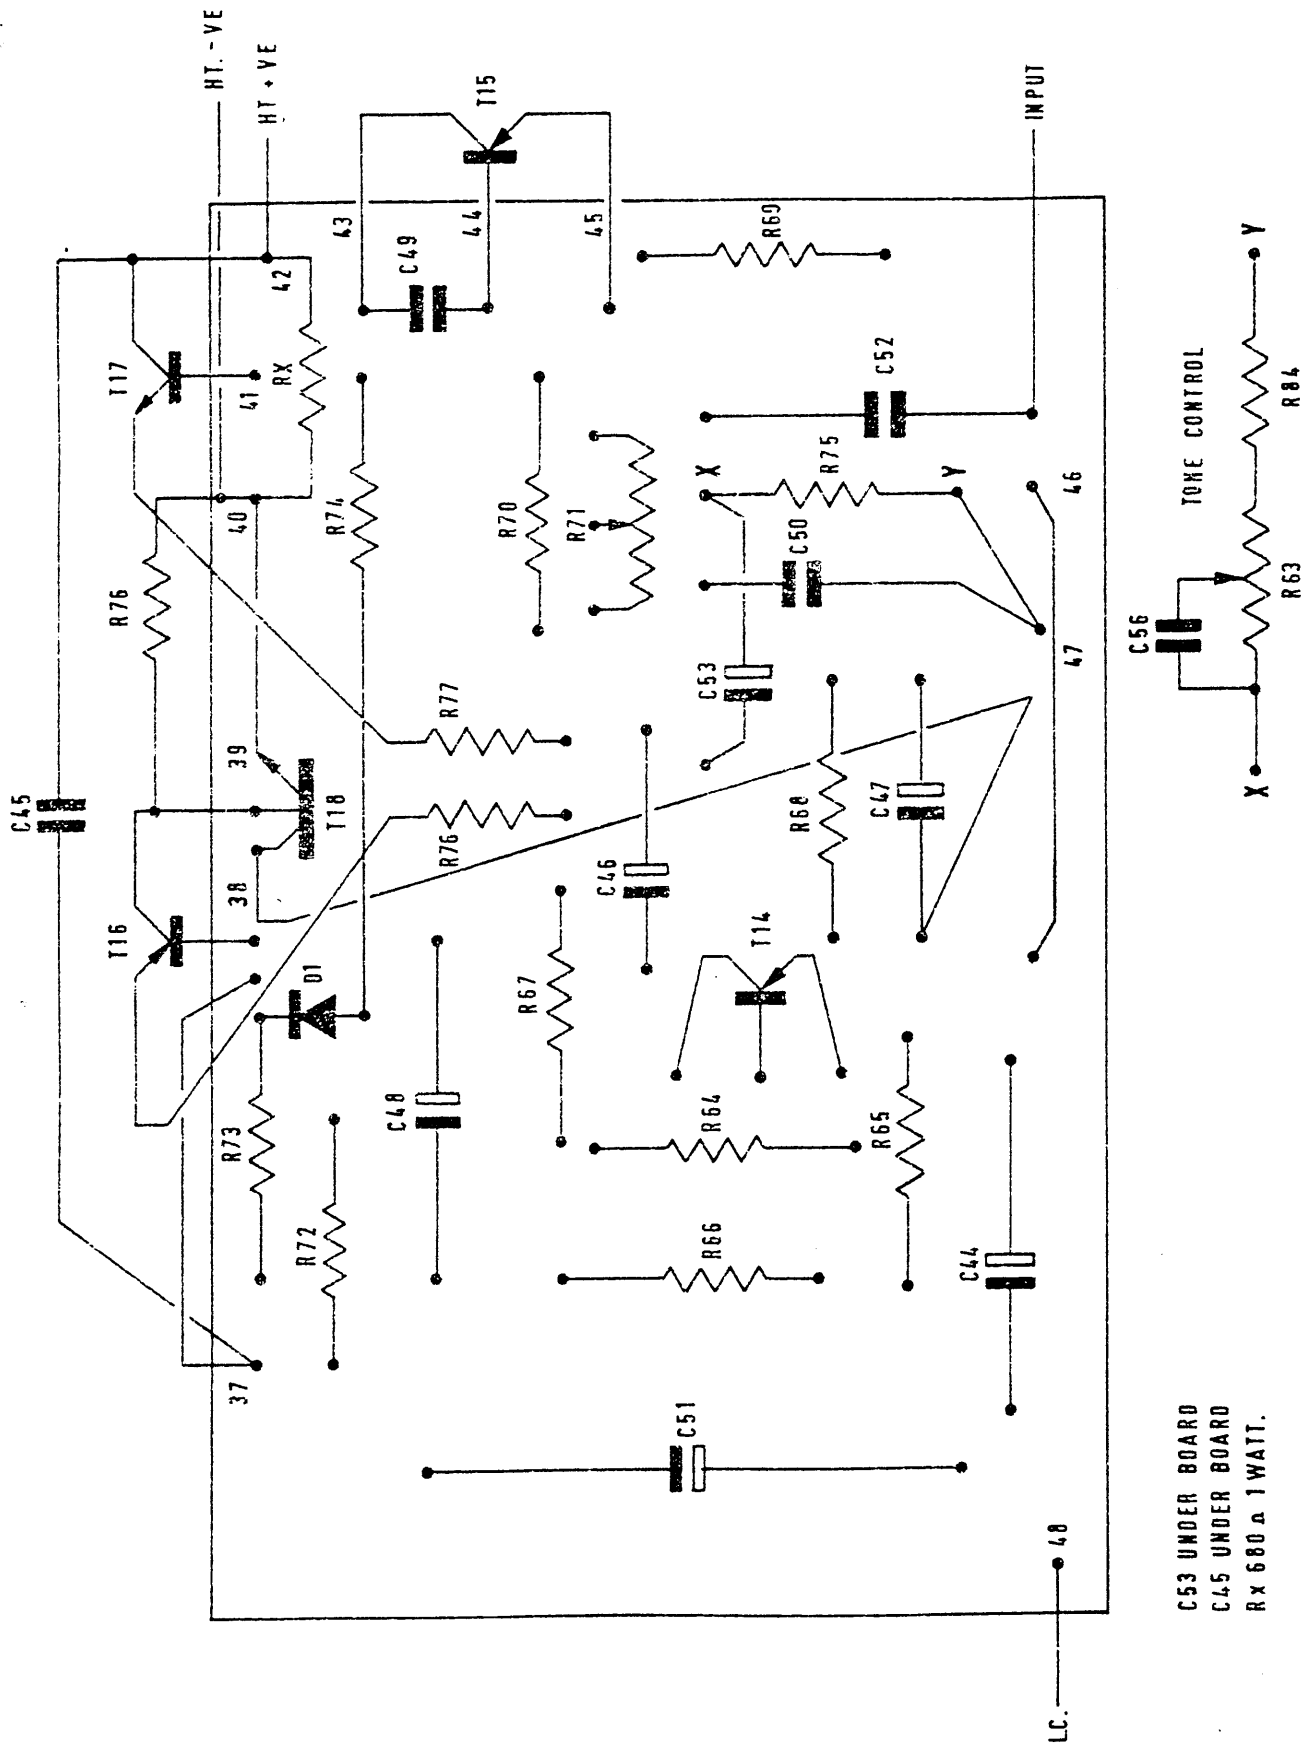 HT. - VE
HT + VE
INPUT
LC.
T15
T17
T16
T18
T14
C45
R76
RX
R74
C49
R69
C52
R70
R71
R75
C50
C53
R77
R76
C46
R68
C47
R67
D1
C48
R73
R72
R64
R65
R66
C44
C51
37
38
39
40
41
42
43
44
45
46
47
48
X
Y
TONE CONTROL
C56
X
R63
R84
Y
C53 UNDER BOARD
C45 UNDER BOARD
Rx 680 Ω 1 WATT.